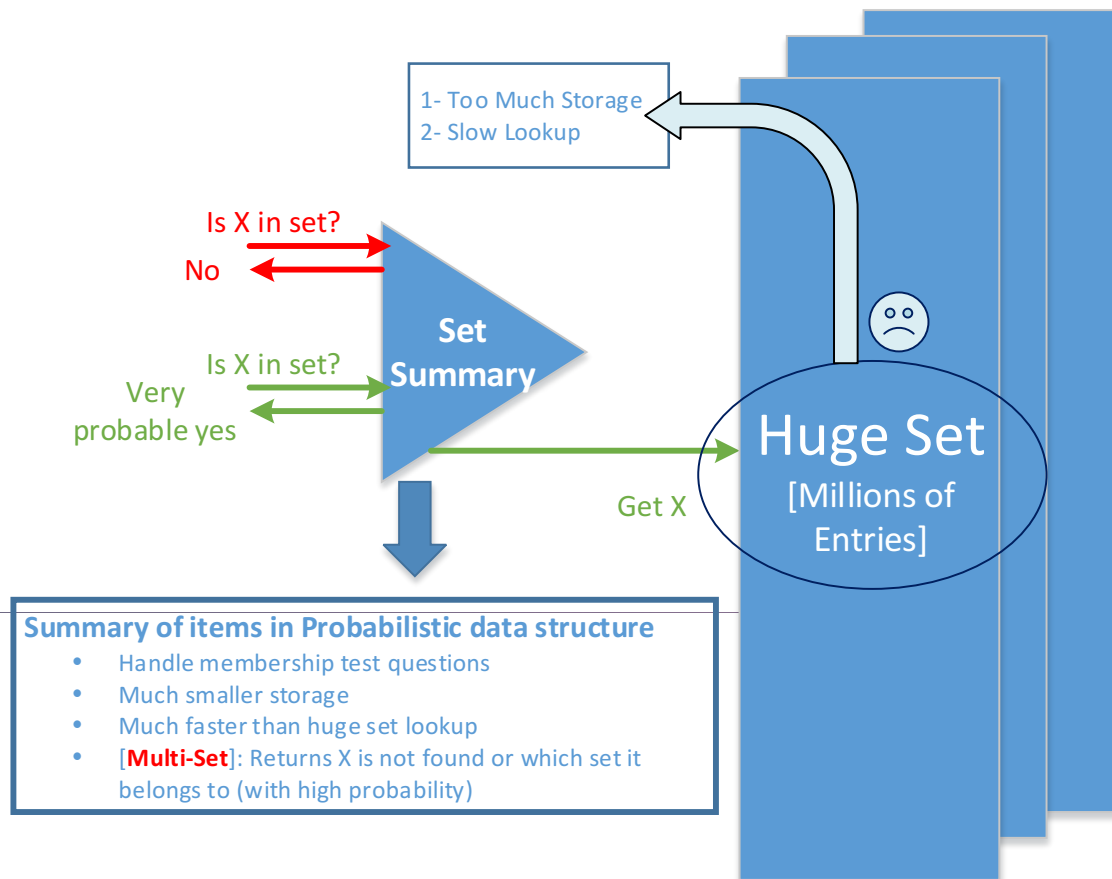 1- Too Much Storage
2- Slow Lookup
Is X in set?
No
Set
Summary
Is X in set?
Very
probable yes
Huge Set
[Millions of
Entries]
Get X
Summary of items in Probabilistic data structure
• Handle membership test questions
• Much smaller storage
• Much faster than huge set lookup
• [Multi-Set]: Returns X is not found or which set it
belongs to (with high probability)